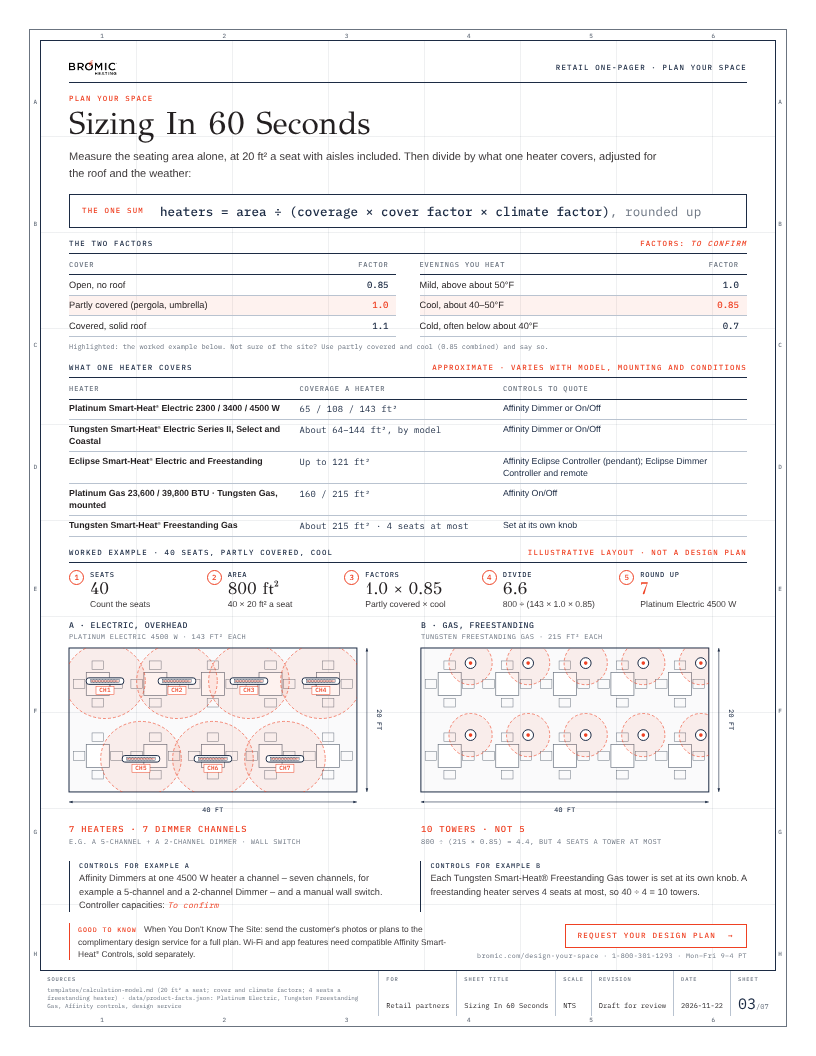 1 2 3 4 5 6
BROMIC
HEATING
RETAIL ONE-PAGER · PLAN YOUR SPACE
PLAN YOUR SPACE
A A
Sizing In 60 Seconds
Measure the seating area alone, at 20 ft² a seat with aisles included. Then divide by what one heater covers, adjusted for
the roof and the weather:
THE ONE SUM heaters = area ÷ (coverage × cover factor × climate factor), rounded up
B B
THE TWO FACTORS FACTORS: TO CONFIRM
COVER FACTOR EVENINGS YOU HEAT FACTOR
Open, no roof 0.85 Mild, above about 50°F 1.0
Partly covered (pergola, umbrella) 1.0 Cool, about 40–50°F 0.85
Covered, solid roof 1.1 Cold, often below about 40°F 0.7
C C
Highlighted: the worked example below. Not sure of the site? Use partly covered and cool (0.85 combined) and say so.
WHAT ONE HEATER COVERS APPROXIMATE · VARIES WITH MODEL, MOUNTING AND CONDITIONS
HEATER COVERAGE A HEATER CONTROLS TO QUOTE
Platinum Smart-Heat® Electric 2300 / 3400 / 4500 W 65 / 108 / 143 ft² Affinity Dimmer or On/Off
Tungsten Smart-Heat® Electric Series II, Select and About 64–144 ft², by model Affinity Dimmer or On/Off
Coastal
Eclipse Smart-Heat® Electric and Freestanding Up to 121 ft² Affinity Eclipse Controller (pendant); Eclipse Dimmer
Controller and remote
D D
Platinum Gas 23,600 / 39,800 BTU · Tungsten Gas, 160 / 215 ft² Affinity On/Off
mounted
Tungsten Smart-Heat® Freestanding Gas About 215 ft² · 4 seats at most Set at its own knob
WORKED EXAMPLE · 40 SEATS, PARTLY COVERED, COOL ILLUSTRATIVE LAYOUT · NOT A DESIGN PLAN
1 SEATS 2 AREA 3 FACTORS 4 DIVIDE 5 ROUND UP
40 800 ft² 1.0 × 0.85 6.6 7
E E
Count the seats 40 × 20 ft² a seat Partly covered × cool 800 ÷ (143 × 1.0 × 0.85) Platinum Electric 4500 W
A · ELECTRIC, OVERHEAD B · GAS, FREESTANDING
PLATINUM ELECTRIC 4500 W · 143 FT² EACH TUNGSTEN FREESTANDING GAS · 215 FT² EACH
CH1 CH2 CH3 CH4
F F
20 FT 20 FT
CH5 CH6 CH7
40 FT 40 FT
7 HEATERS · 7 DIMMER CHANNELS 10 TOWERS · NOT 5
G G
E.G. A 5-CHANNEL + A 2-CHANNEL DIMMER · WALL SWITCH 800 ÷ (215 × 0.85) = 4.4, BUT 4 SEATS A TOWER AT MOST
CONTROLS FOR EXAMPLE A CONTROLS FOR EXAMPLE B
Affinity Dimmers at one 4500 W heater a channel – seven channels, for Each Tungsten Smart-Heat® Freestanding Gas tower is set at its own knob. A
example a 5-channel and a 2-channel Dimmer – and a manual wall switch. freestanding heater serves 4 seats at most, so 40 ÷ 4 = 10 towers.
Controller capacities: To confirm
GOOD TO KNOW When You Don't Know The Site: send the customer's photos or plans to the
complimentary design service for a full plan. Wi-Fi and app features need compatible Affinity Smart-
Heat® Controls, sold separately.
REQUEST YOUR DESIGN PLAN →
H H
bromic.com/design-your-space · 1-800-301-1293 · Mon–Fri 9–4 PT
SOURCES FOR SHEET TITLE SCALE REVISION DATE SHEET
templates/calculation-model.md (20 ft² a seat; cover and climate factors; 4 seats a
freestanding heater) · data/product-facts.json: Platinum Electric, Tungsten Freestanding
Gas, Affinity controls, design service
Retail partners Sizing In 60 Seconds NTS Draft for review 2026-11-22 03/07
1 2 3 4 5 6